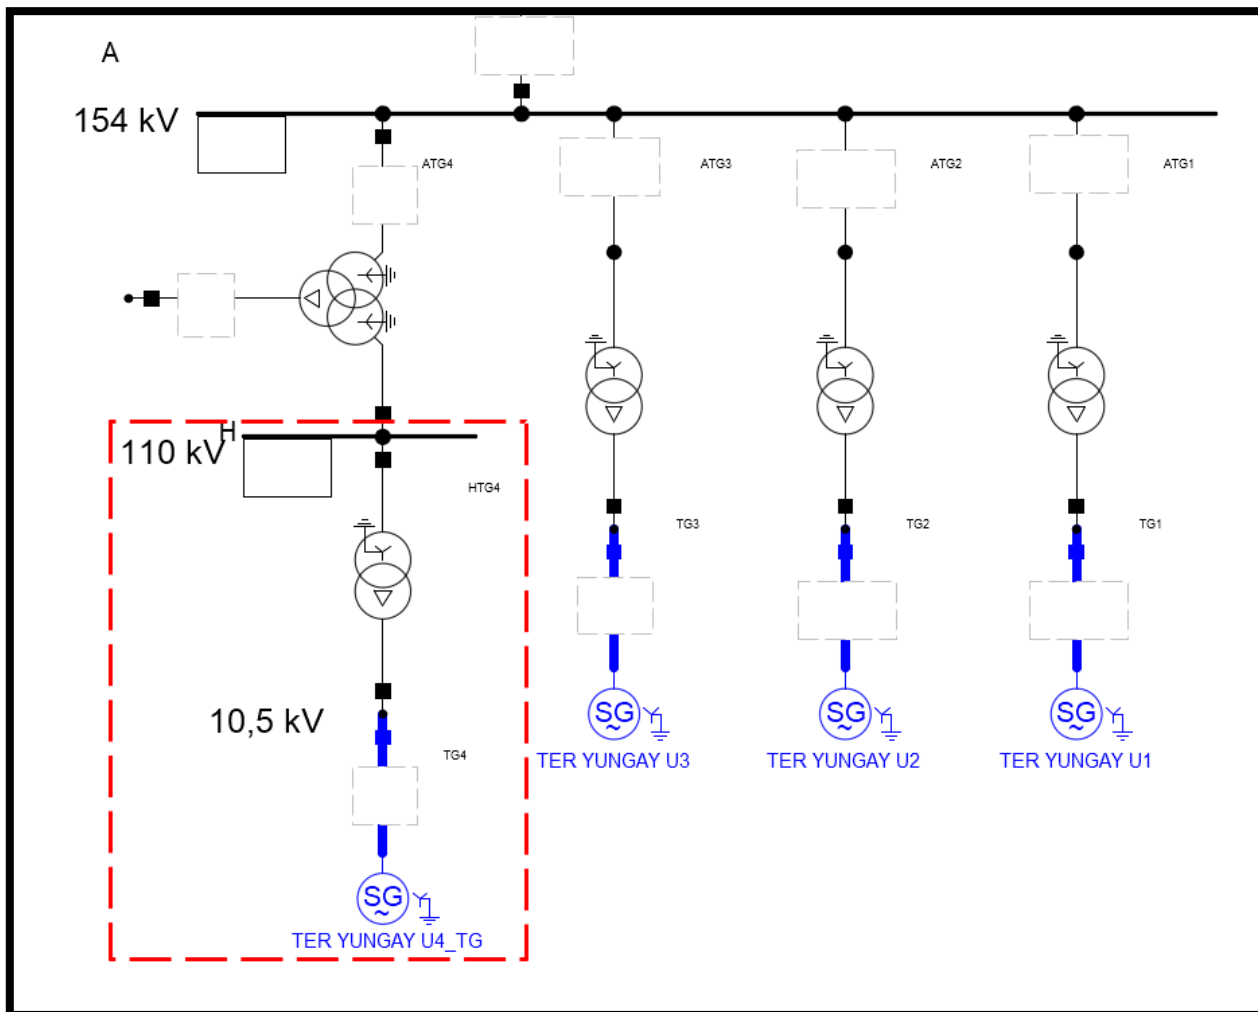 A
154 kV
ATG4
ATG3
ATG2
ATG1
H
110 kV
HTG4
TG3
TG2
TG1
10,5 kV
SG
SG
SG
TG4
TER YUNGAY U3
TER YUNGAY U2
TER YUNGAY U1
SG
TER YUNGAY U4_TG